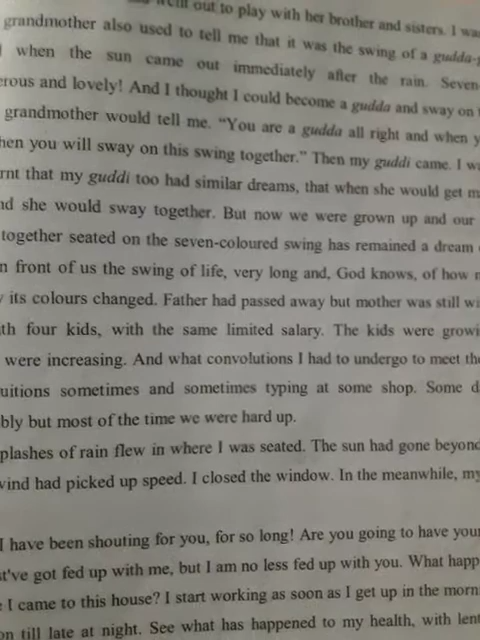 went out to play with her brother and sisters. I was
grandmother also used to tell me that it was the swing of a gudda-
when the sun came out immediately after the rain. Seven-
erous and lovely! And I thought I could become a gudda and sway on
grandmother would tell me. “You are a gudda all right and when y
hen you will sway on this swing together.” Then my guddi came. I w
rnt that my guddi too had similar dreams, that when she would get m
nd she would sway together. But now we were grown up and our
together seated on the seven-coloured swing has remained a dream
n front of us the swing of life, very long and, God knows, of how
y its colours changed. Father had passed away but mother was still wi
th four kids, with the same limited salary. The kids were growi
were increasing. And what convolutions I had to undergo to meet the
uitions sometimes and sometimes typing at some shop. Some d
bly but most of the time we were hard up.
plashes of rain flew in where I was seated. The sun had gone beyond
wind had picked up speed. I closed the window. In the meanwhile, my
I have been shouting for you, for so long! Are you going to have your
st've got fed up with me, but I am no less fed up with you. What happ
e I came to this house? I start working as soon as I get up in the morn
on till late at night. See what has happened to my health, with lent